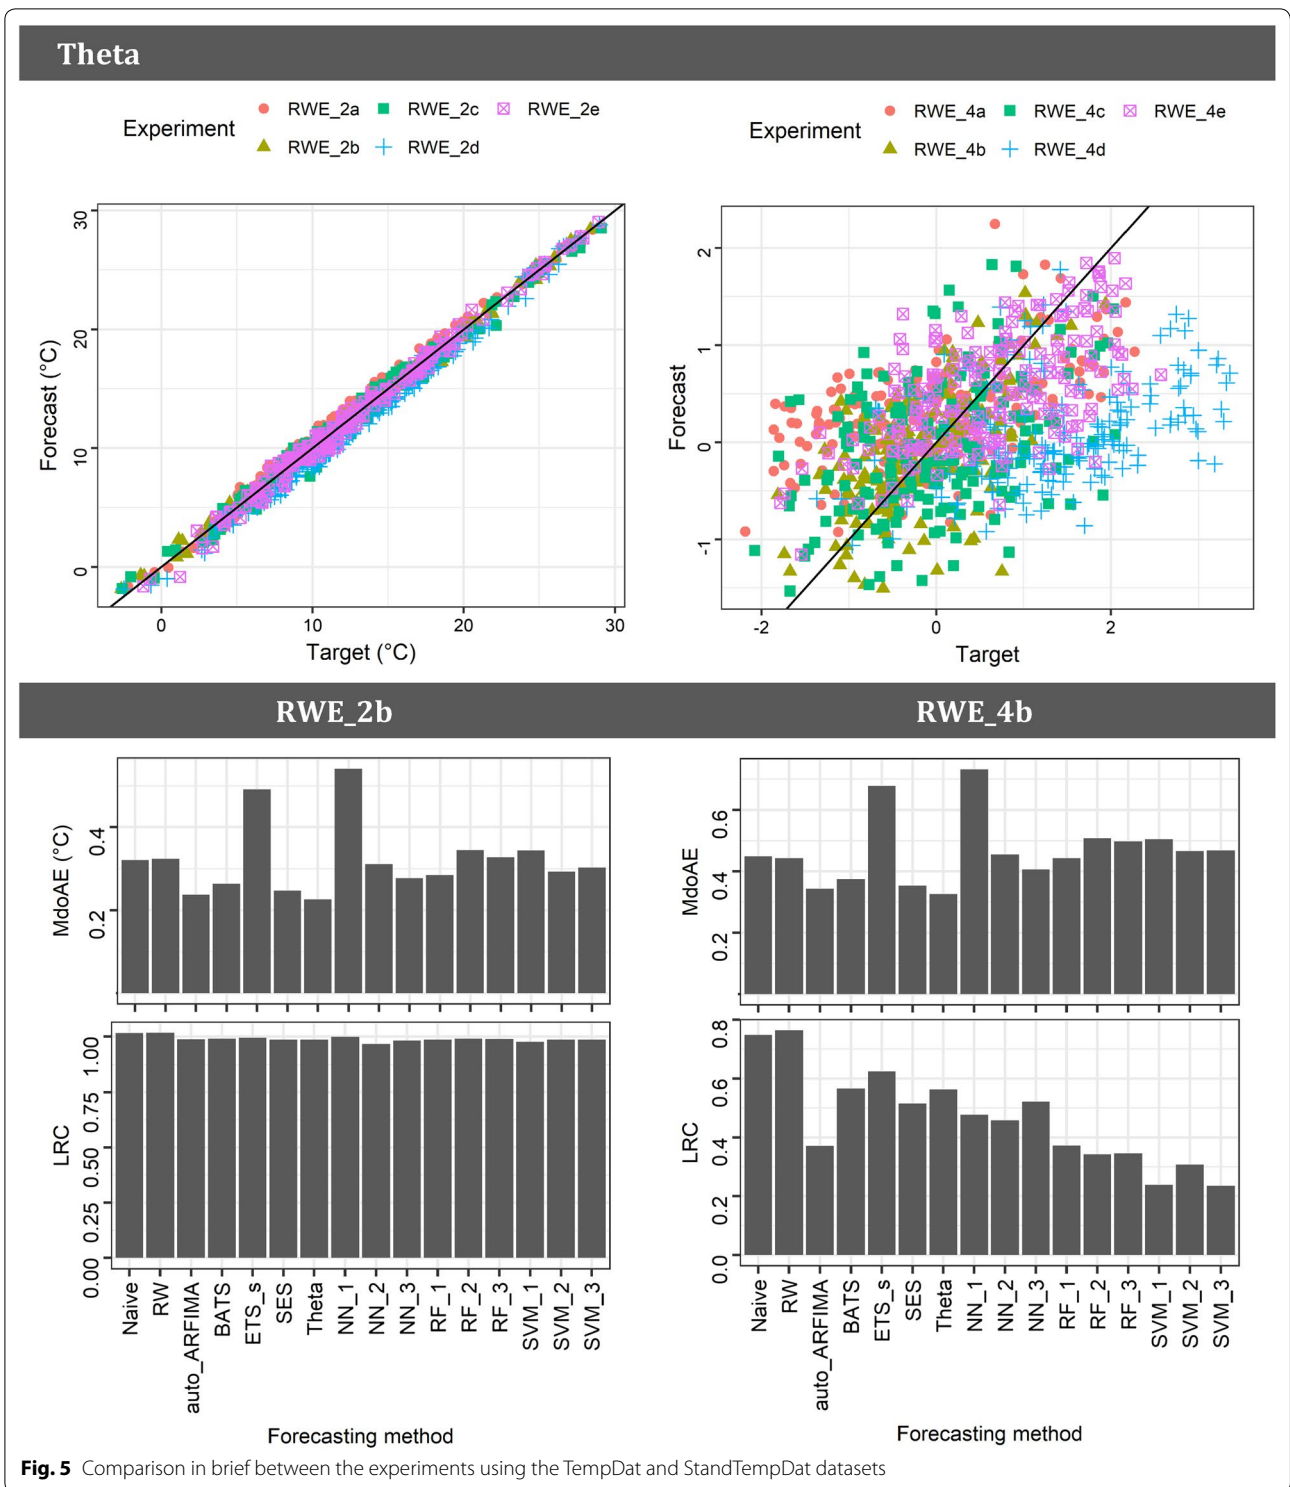 Theta
Experiment
RWE_2a RWE_2c RWE_2e
RWE_2b RWE_2d
Experiment
RWE_4a RWE_4c RWE_4e
RWE_4b RWE_4d
Forecast (°C)
30
20
10
0
0 10 20 30
Target (°C)
Forecast
2
1
0
-1
-2 0 2
Target
RWE_2b RWE_4b
MdoAE (°C)
0.4
0.2
MdoAE
0.6
0.4
0.2
LRC
1.00
0.75
0.50
0.25
0.00
LRC
0.8
0.6
0.4
0.2
0.0
Naive
RW
auto_ARFIMA
BATS
ETS_s
SES
Theta
NN_1
NN_2
NN_3
RF_1
RF_2
RF_3
SVM_1
SVM_2
SVM_3
Forecasting method
Naive
RW
auto_ARFIMA
BATS
ETS_s
SES
Theta
NN_1
NN_2
NN_3
RF_1
RF_2
RF_3
SVM_1
SVM_2
SVM_3
Forecasting method
Fig. 5 Comparison in brief between the experiments using the TempDat and StandTempDat datasets